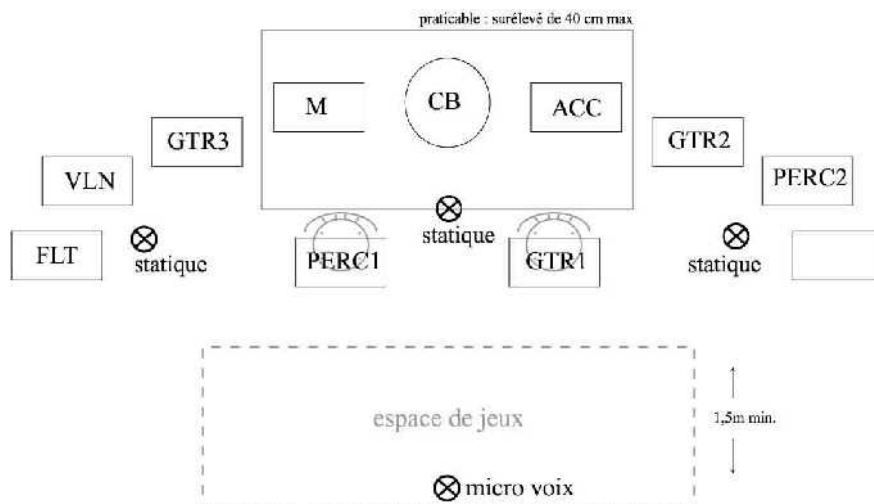 praticable : surélevé de 40 cm max
M
CB
ACC
GTR3
GTR2
VLN
PERC2
statique
FLT
statique
PERC1
GTR1
statique
espace de jeux
1,5m min.
micro voix